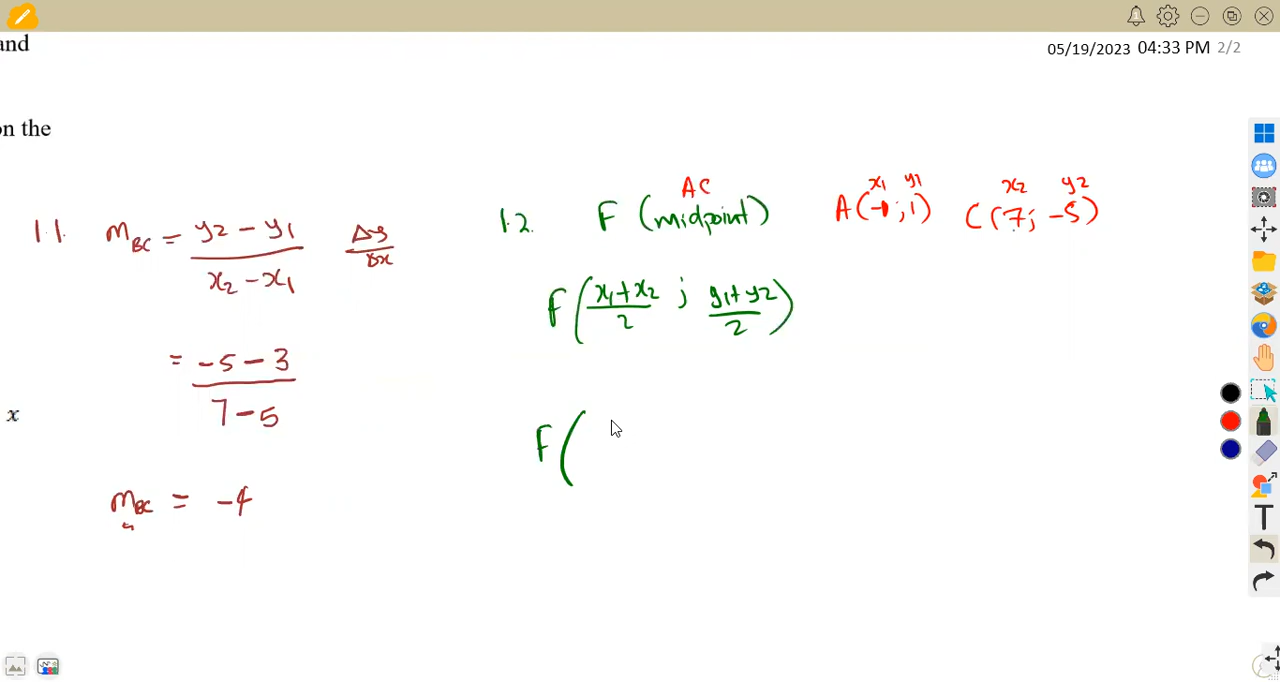 and
05/19/2023 04:33 PM 2/2
on the
1.1. mBC = y2 - y1 / x2 - x1 Δy/Δx
= -5 - 3 / 7 - 5
x
mBC = -4
1.2. F (midpoint) AC A(-1;1) x1 y1 C(7; -5) x2 y2
F(x1+x2/2 ; y1+y2/2)
F(
T